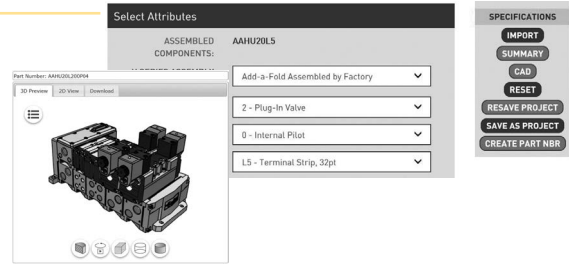 Select Attributes
ASSEMBLED
COMPONENTS:
AAHU20L5
Add-a-Fold Assembled by Factory
2 - Plug-In Valve
0 - Internal Pilot
L5 - Terminal Strip, 32pt
Part Number: AAHU20L200P04
3D Preview
2D View
Download
SPECIFICATIONS
IMPORT
SUMMARY
CAD
RESET
RESAVE PROJECT
SAVE AS PROJECT
CREATE PART NBR